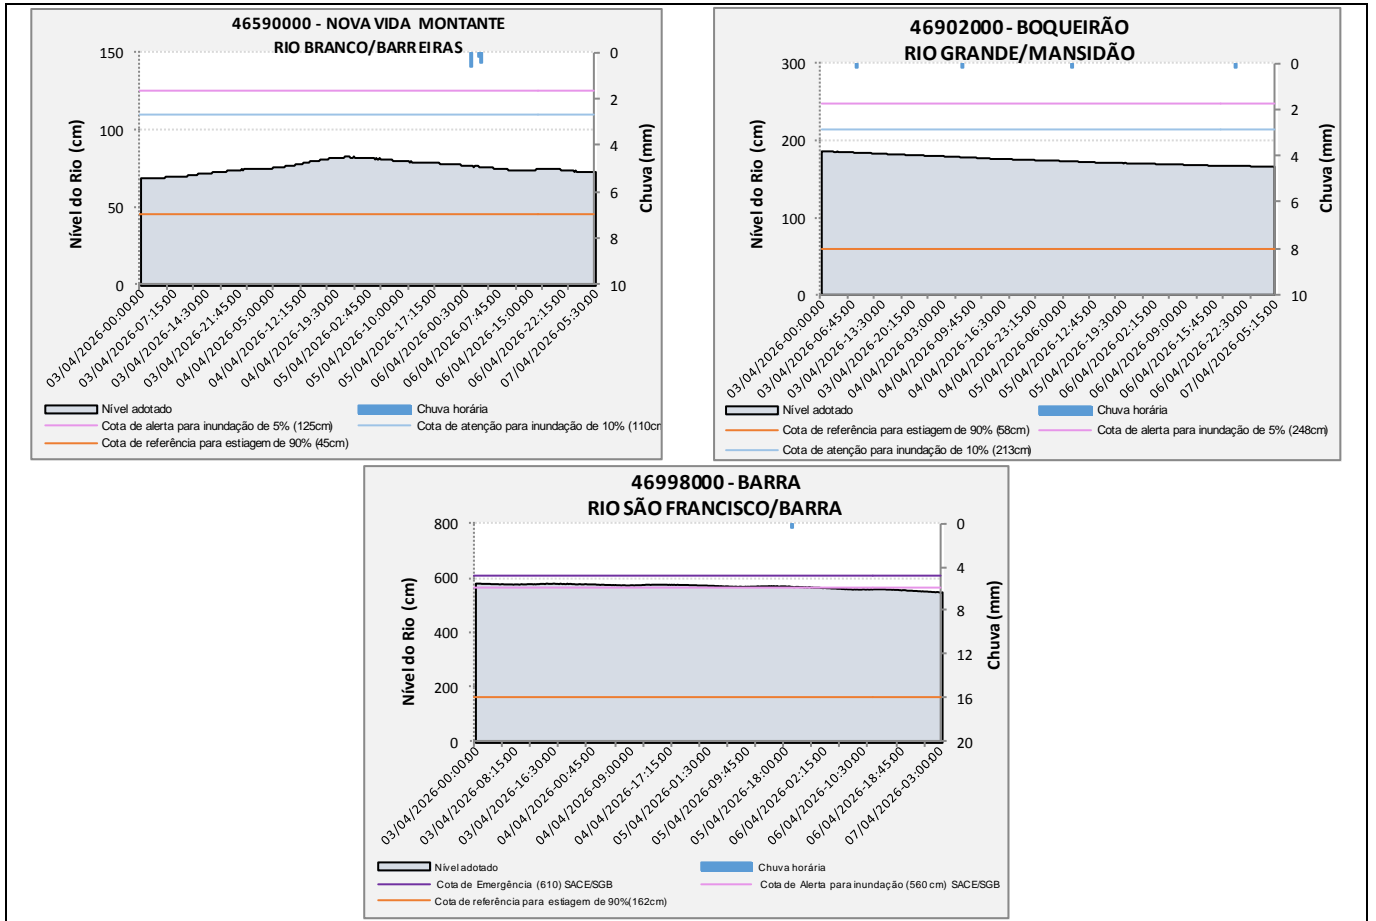 46590000 - NOVA VIDA MONTANTE
RIO BRANCO/BARREIRAS
150
100
50
0
Nível do Rio (cm)
0
2
4
6
8
10
Chuva (mm)
03/04/2026-00:00:00
03/04/2026-07:15:00
03/04/2026-14:30:00
03/04/2026-21:45:00
04/04/2026-05:00:00
04/04/2026-12:15:00
04/04/2026-19:30:00
05/04/2026-02:45:00
05/04/2026-10:00:00
05/04/2026-17:15:00
06/04/2026-00:30:00
06/04/2026-07:45:00
06/04/2026-15:00:00
06/04/2026-22:15:00
07/04/2026-05:30:00
Nível adotado
Chuva horária
Cota de alerta para inundação de 5% (125cm)
Cota de atenção para inundação de 10% (110cm
Cota de referência para estiagem de 90% (45cm)
46902000 - BOQUEIRÃO
RIO GRANDE/MANSIDÃO
300
200
100
0
Nível do Rio (cm)
0
2
4
6
8
10
Chuva (mm)
03/04/2026-00:00:00
03/04/2026-06:45:00
03/04/2026-13:30:00
03/04/2026-20:15:00
04/04/2026-03:00:00
04/04/2026-09:45:00
04/04/2026-16:30:00
04/04/2026-23:15:00
05/04/2026-06:00:00
05/04/2026-12:45:00
05/04/2026-19:30:00
06/04/2026-02:15:00
06/04/2026-09:00:00
06/04/2026-15:45:00
06/04/2026-22:30:00
07/04/2026-05:15:00
Nível adotado
Chuva horária
Cota de referência para estiagem de 90% (58cm)
Cota de alerta para inundação de 5% (248cm)
Cota de atenção para inundação de 10% (213cm)
46998000 - BARRA
RIO SÃO FRANCISCO/BARRA
800
600
400
200
0
Nível do Rio (cm)
0
4
8
12
16
20
Chuva (mm)
03/04/2026-00:00:00
03/04/2026-08:15:00
03/04/2026-16:30:00
04/04/2026-00:45:00
04/04/2026-09:00:00
04/04/2026-17:15:00
05/04/2026-01:30:00
05/04/2026-09:45:00
05/04/2026-18:00:00
06/04/2026-02:15:00
06/04/2026-10:30:00
06/04/2026-18:45:00
07/04/2026-03:00:00
Nível adotado
Chuva horária
Cota de Emergência (610) SACE/SGB
Cota de Alerta para inundação (560 cm) SACE/SGB
Cota de referência para estiagem de 90%(162cm)